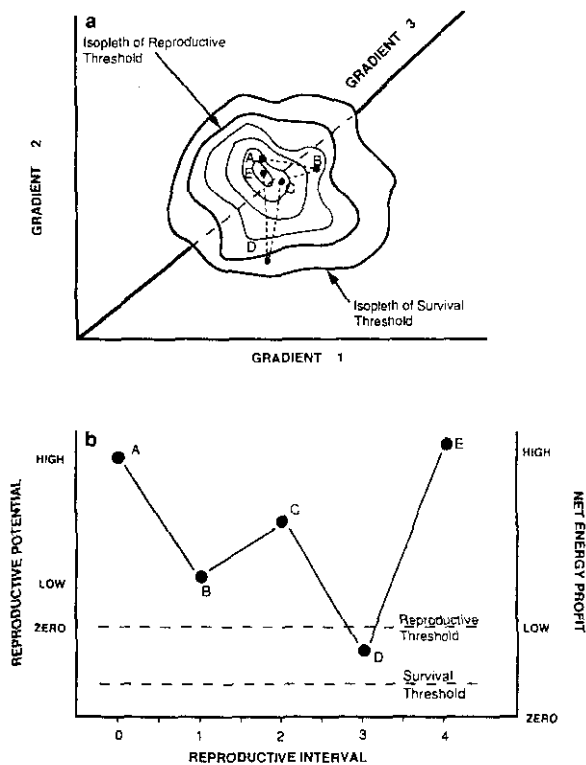 a
Isopleth of Reproductive
Threshold
GRADIENT 3
GRADIENT 2
A
B
E
C
D
Isopleth of Survival
Threshold
GRADIENT 1
b
REPRODUCTIVE POTENTIAL
HIGH
LOW
ZERO
A
B
C
D
E
Reproductive
Threshold
Survival
Threshold
HIGH
LOW
ZERO
NET ENERGY PROFIT
0 1 2 3 4
REPRODUCTIVE INTERVAL